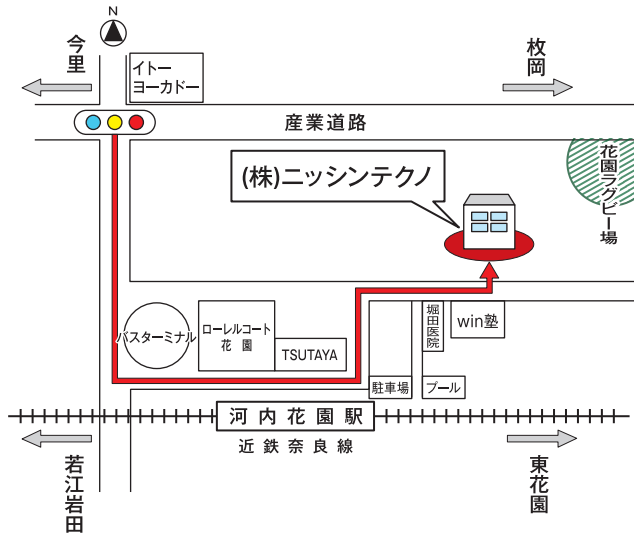 N
今里
イトー
ヨーカドー
枚岡
産業道路
(株)ニッシンテクノ
花園ラグビー場
バスターミナル
ローレルコート
花園
TSUTAYA
堀田医院
win塾
駐車場
プール
河内花園駅
近鉄奈良線
若江岩田
東花園